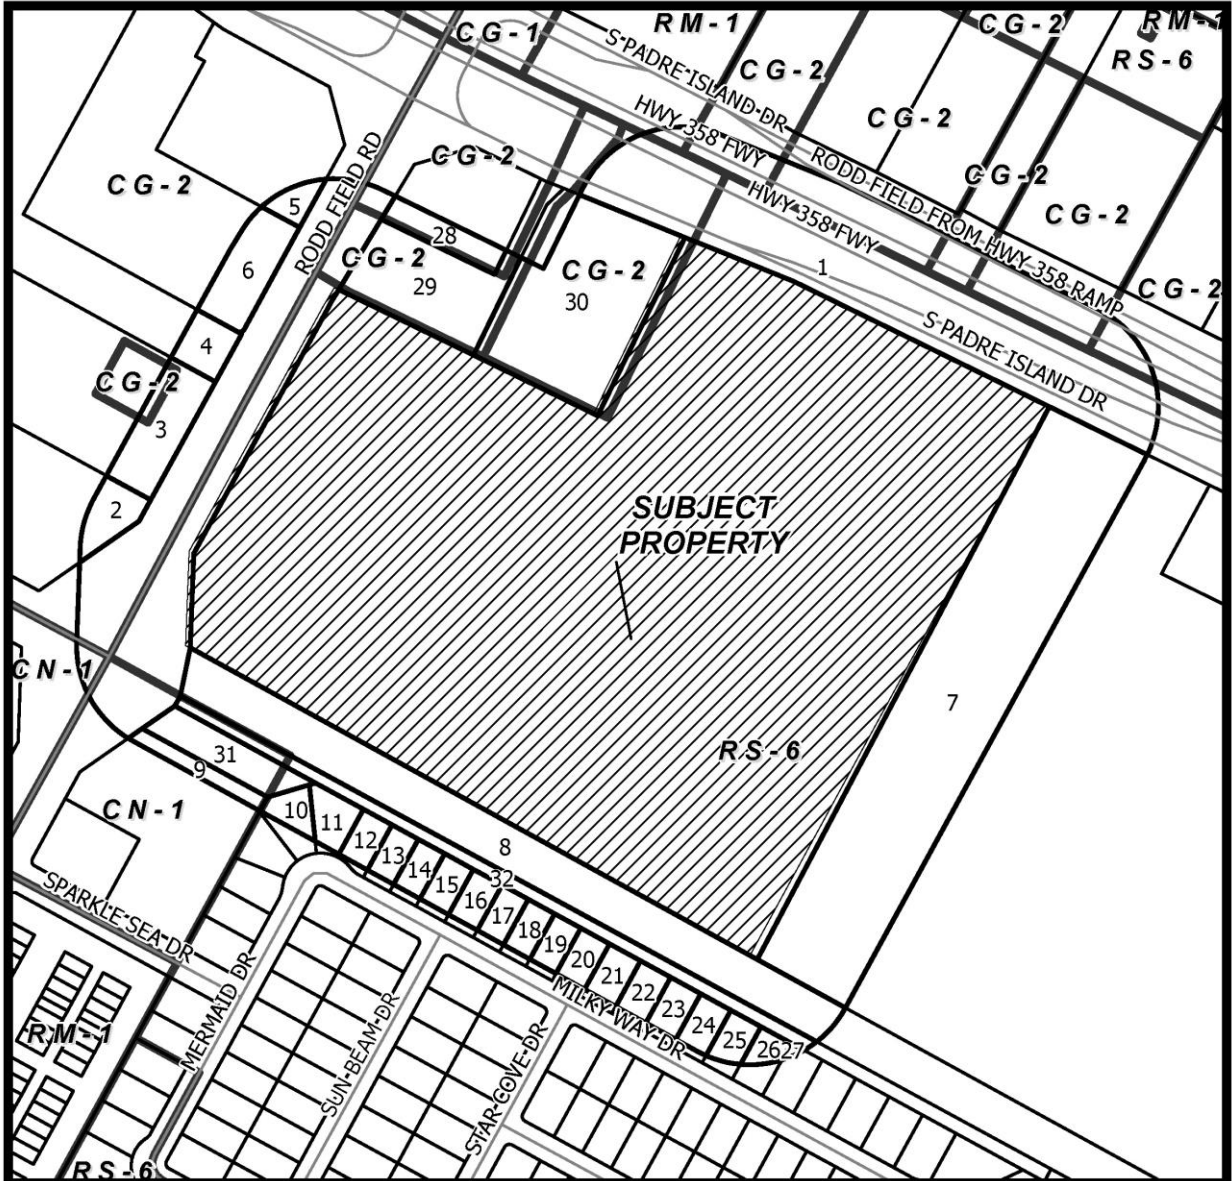 CG-1
RM-1
CG-2
RM-1
RS-6
S PADRE ISLAND DR
CG-2
HWY 358 FWY
CG-2
RODD FIELD FROM HWY 358 RAMP
CG-2
CG-2
CG-2
HWY 358 FWY
CG-2
CG-2
RODD FIELD RD
5
28
CG-2
29
6
CG-2
30
1
S PADRE ISLAND DR
4
CG-2
3
2
SUBJECT
PROPERTY
CN-1
7
RS-6
31
9
CN-1
10
11
12
13
14
15
16
17
18
19
20
21
22
23
24
25
26
27
8
32
SPARKLE SEA DR
MERMAID DR
MILKY WAY DR
SUN BEAM DR
STAR COVE DR
RM-1
RS-6